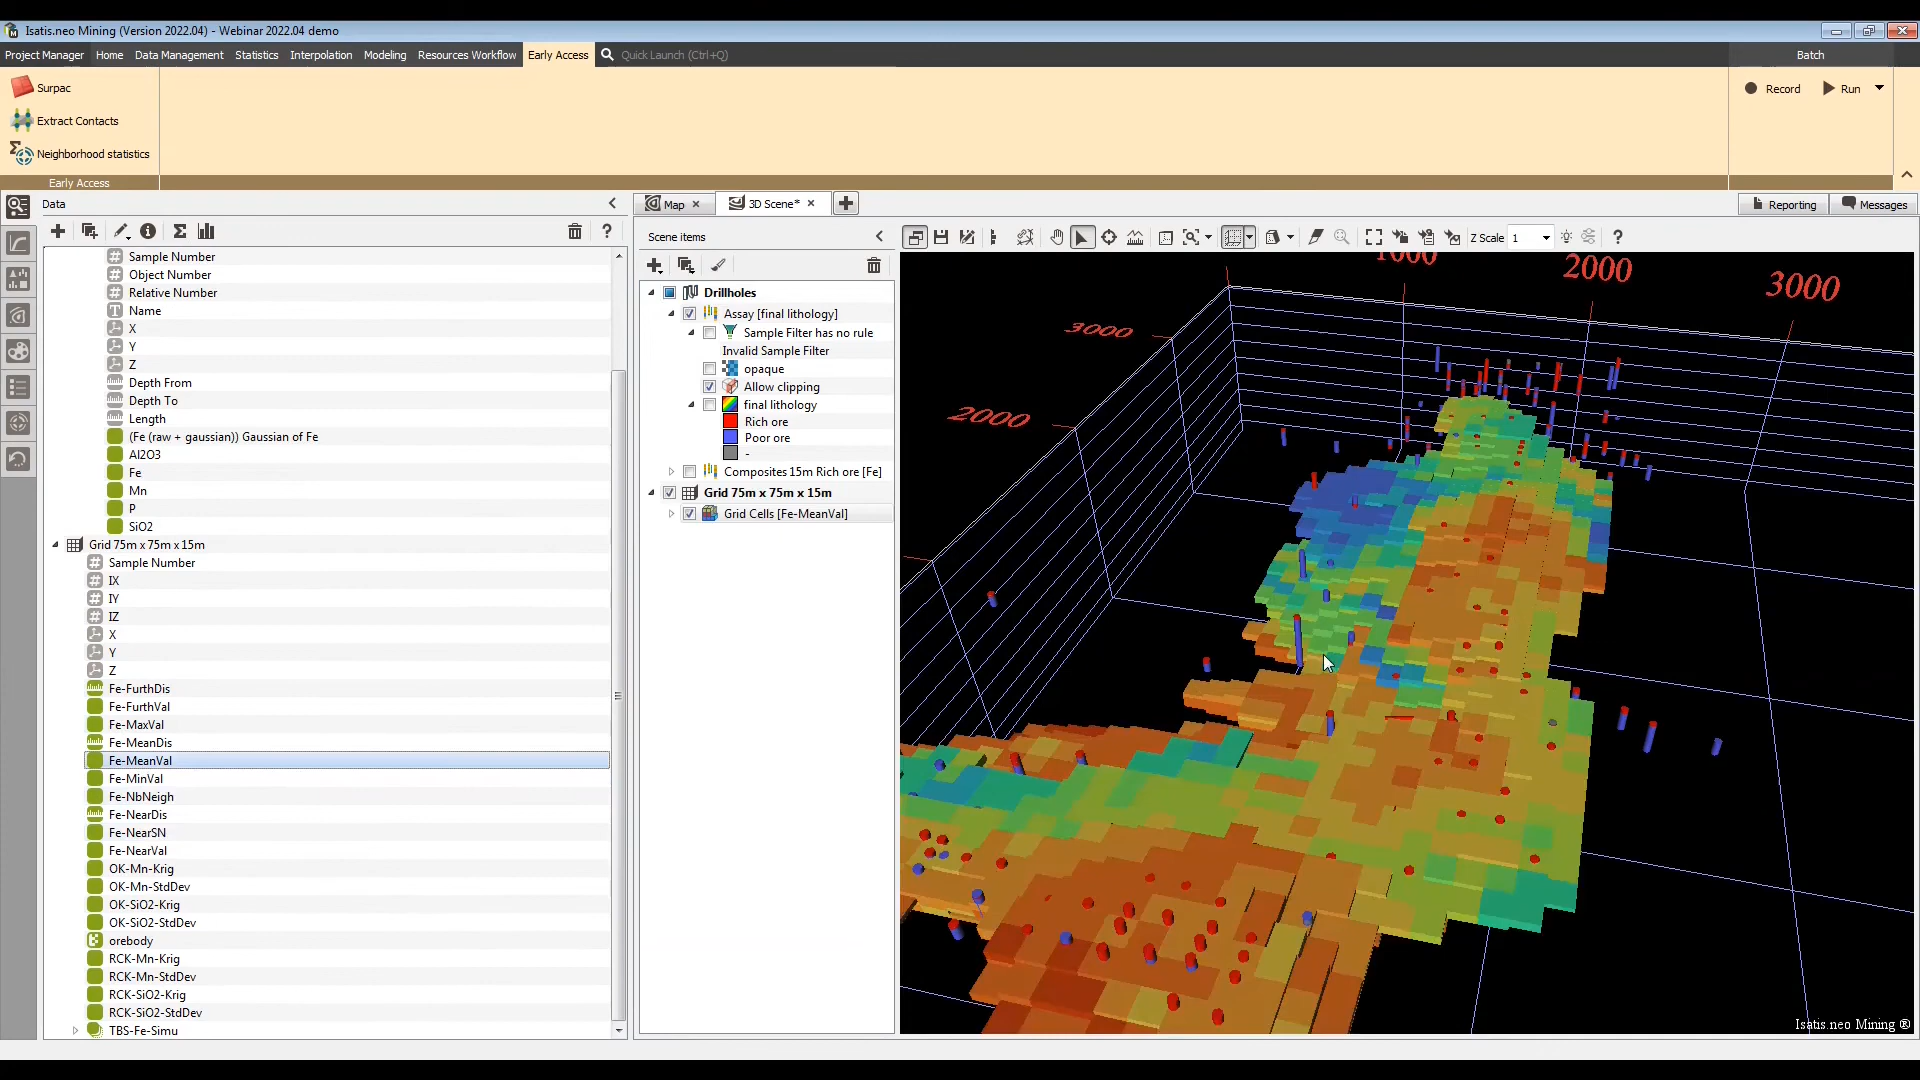 Isatis.neo Mining (Version 2022.04) - Webinar 2022.04 demo
Project Manager Home Data Management Statistics Interpolation Modeling Resources Workflow Early Access Quick Launch (Ctrl+Q) Batch
Surpac
Extract Contacts
Neighborhood statistics
Early Access
Record Run
Data
Map 3D Scene* Reporting Messages
Scene items
Z Scale 1
Sample Number
Object Number
Relative Number
Name
X
Y
Z
Depth From
Depth To
Length
(Fe (raw + gaussian)) Gaussian of Fe
Al2O3
Fe
Mn
P
SiO2
Grid 75m x 75m x 15m
Sample Number
IX
IY
IZ
X
Y
Z
Fe-FurthDis
Fe-FurthVal
Fe-MaxVal
Fe-MeanDis
Fe-MeanVal
Fe-MinVal
Fe-NbNeigh
Fe-NearDis
Fe-NearSN
Fe-NearVal
OK-Mn-Krig
OK-Mn-StdDev
OK-SiO2-Krig
OK-SiO2-StdDev
orebody
RCK-Mn-Krig
RCK-Mn-StdDev
RCK-SiO2-Krig
RCK-SiO2-StdDev
TBS-Fe-Simu
Drillholes
Assay [final lithology]
Sample Filter has no rule
Invalid Sample Filter
opaque
Allow clipping
final lithology
Rich ore
Poor ore
-
Composites 15m Rich ore [Fe]
Grid 75m x 75m x 15m
Grid Cells [Fe-MeanVal]
1000
2000
3000
3000
2000
Isatis.neo Mining ®